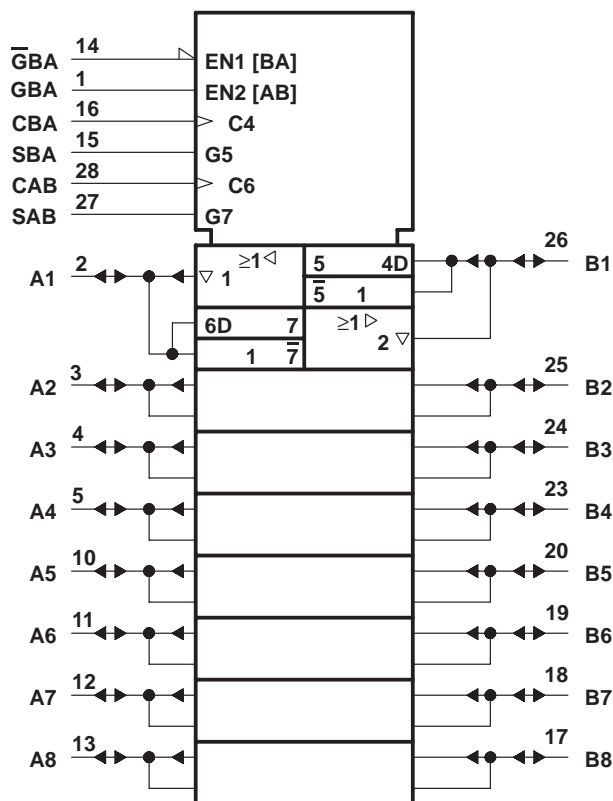 G̅BA 14 EN1 [BA]
GBA 1 EN2 [AB]
CBA 16 C4
SBA 15 G5
CAB 28 C6
SAB 27 G7
A1 2 ≥1 ◁ ▽ 1 5 4D 26 B1
5̅ 1
6D 7 ≥1 ▷
2 ▽
1 7̅
A2 3 25 B2
A3 4 24 B3
A4 5 23 B4
A5 10 20 B5
A6 11 19 B6
A7 12 18 B7
A8 13 17 B8